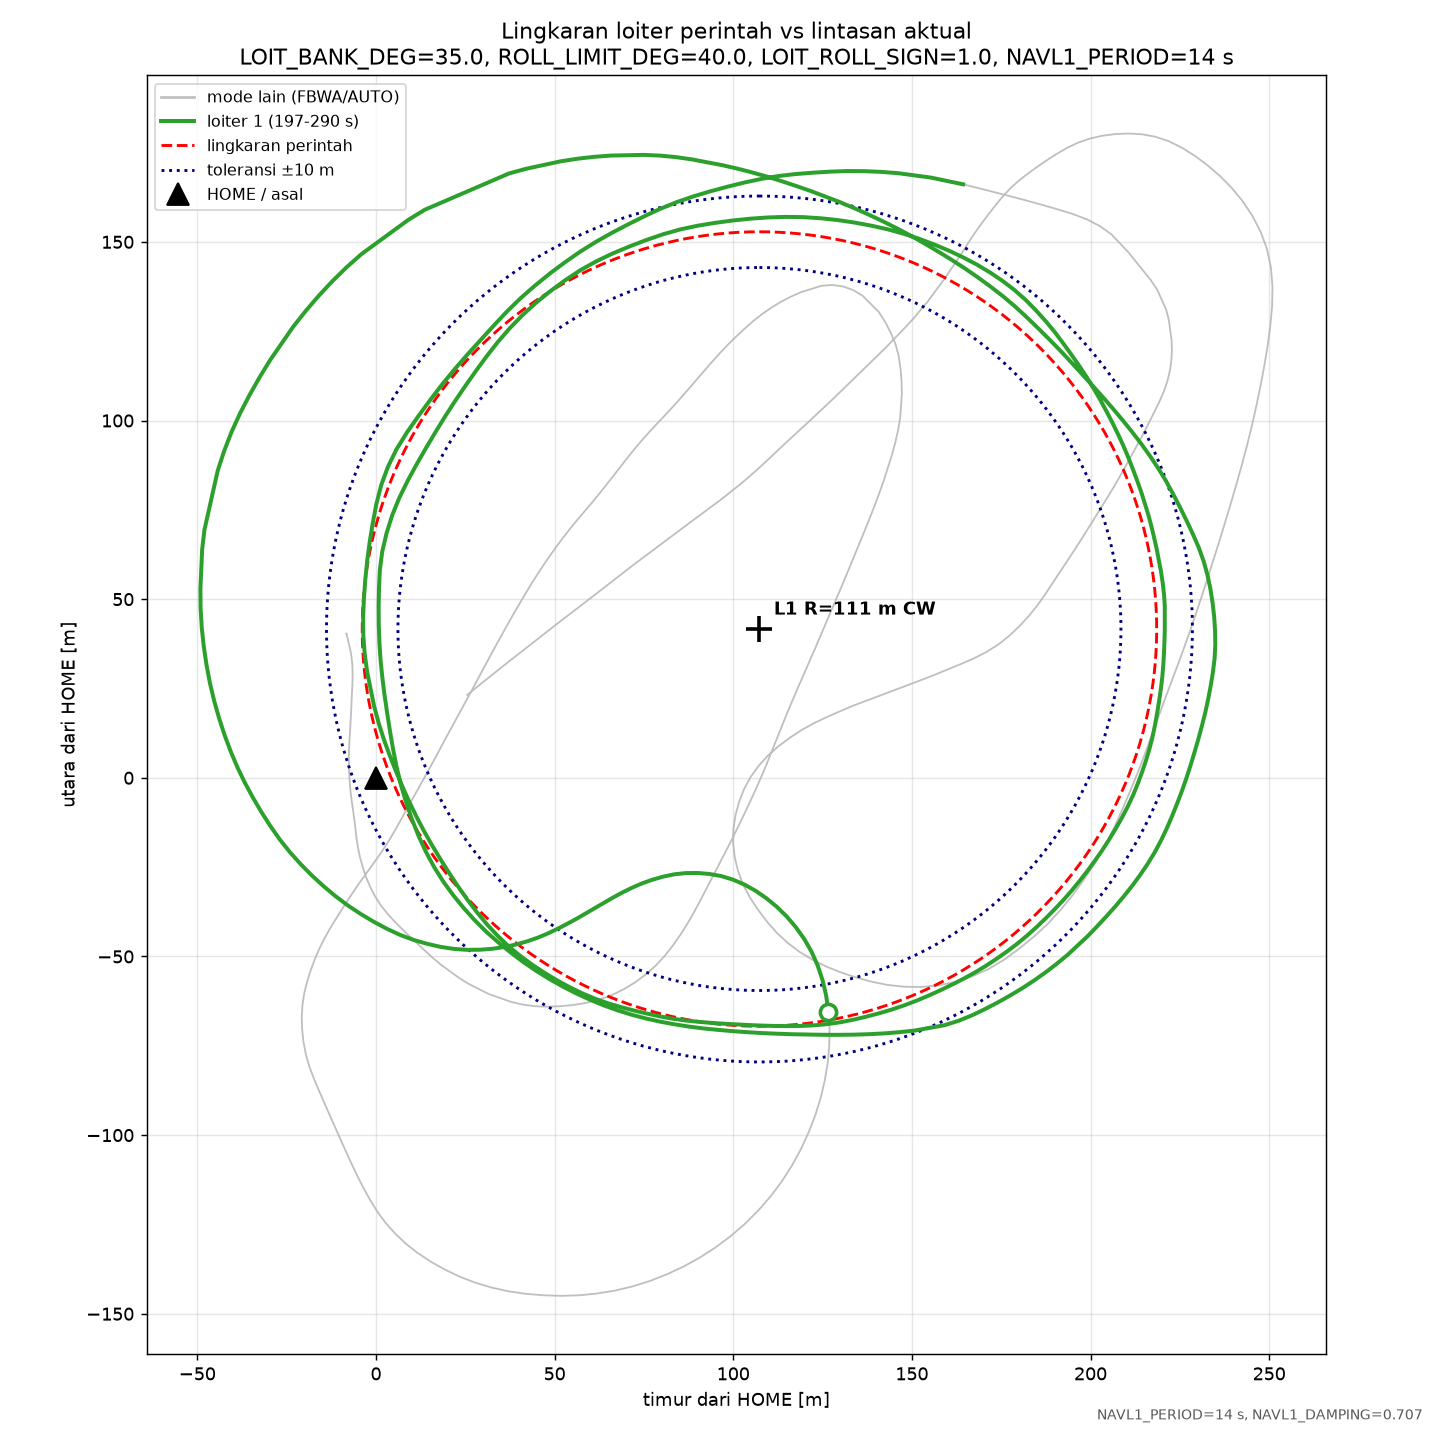 Lingkaran loiter perintah vs lintasan aktual
LOIT_BANK_DEG=35.0, ROLL_LIMIT_DEG=40.0, LOIT_ROLL_SIGN=1.0, NAVL1_PERIOD=14 s
mode lain (FBWA/AUTO)
loiter 1 (197-290 s)
lingkaran perintah
toleransi ±10 m
HOME / asal
L1 R=111 m CW
utara dari HOME [m]
150
100
50
0
−50
−100
−150
−50
0
50
100
150
200
250
timur dari HOME [m]
NAVL1_PERIOD=14 s, NAVL1_DAMPING=0.707